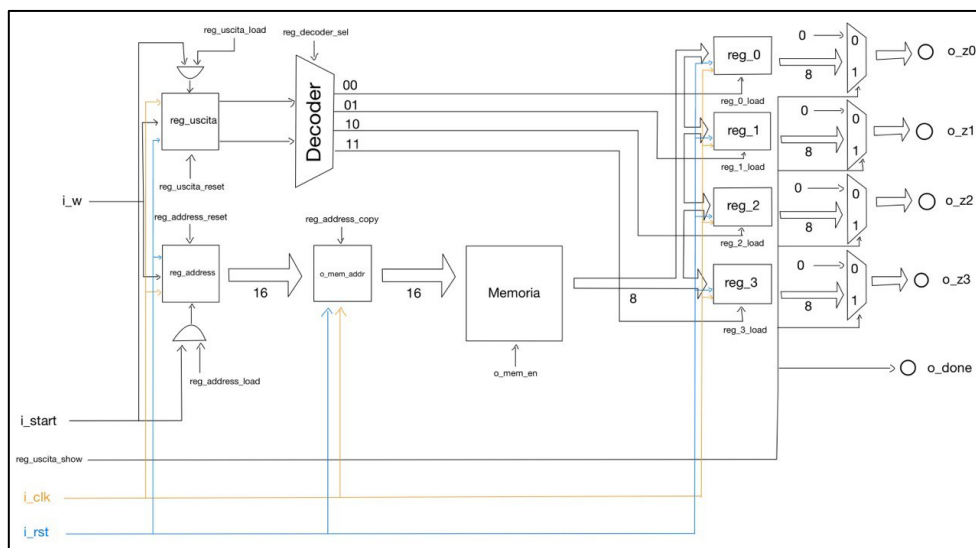 reg_uscita_load
reg_decoder_sel
reg_uscita
Decoder
00
01
10
11
reg_uscita_reset
i_w
reg_address_reset
reg_address
16
reg_address_copy
o_mem_addr
16
Memoria
8
o_mem_en
reg_address_load
i_start
reg_uscita_show
i_clk
i_rst
reg_0
reg_0_load
0
8
0
1
o_z0
reg_1
reg_1_load
0
8
0
1
o_z1
reg_2
reg_2_load
0
8
0
1
o_z2
reg_3
reg_3_load
0
8
0
1
o_z3
o_done